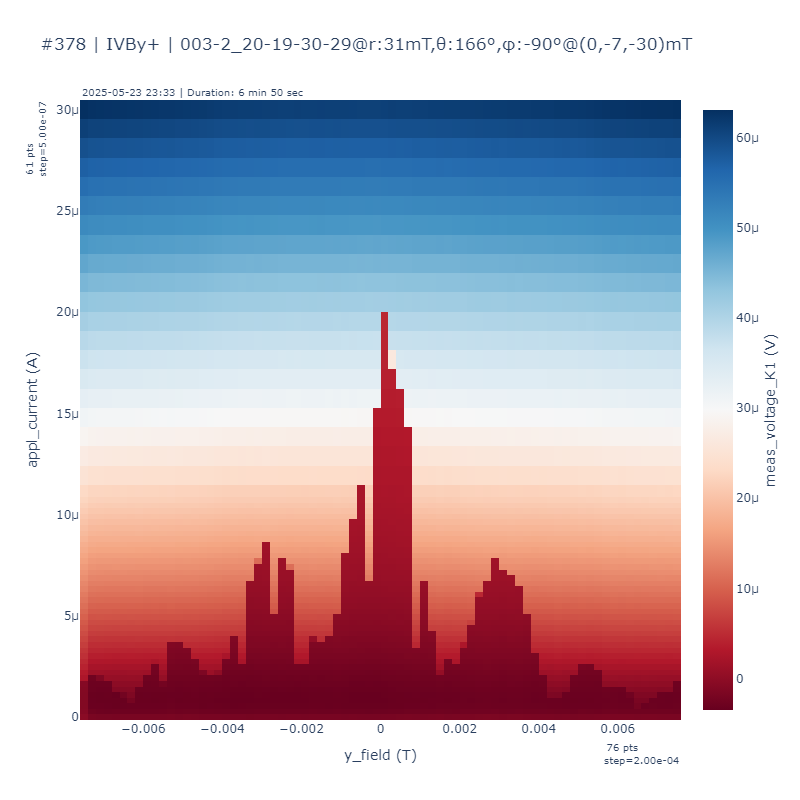 #378 | IVBy+ | 003-2_20-19-30-29@r:31mT,θ:166°,φ:-90°@(0,-7,-30)mT
2025-05-23 23:33 | Duration: 6 min 50 sec
61 pts
step=5.00e-07
30μ
25μ
20μ
15μ
10μ
5μ
0
appl_current (A)
−0.006
−0.004
−0.002
0
0.002
0.004
0.006
y_field (T)
76 pts
step=2.00e-04
60μ
50μ
40μ
30μ
20μ
10μ
0
meas_voltage_K1 (V)